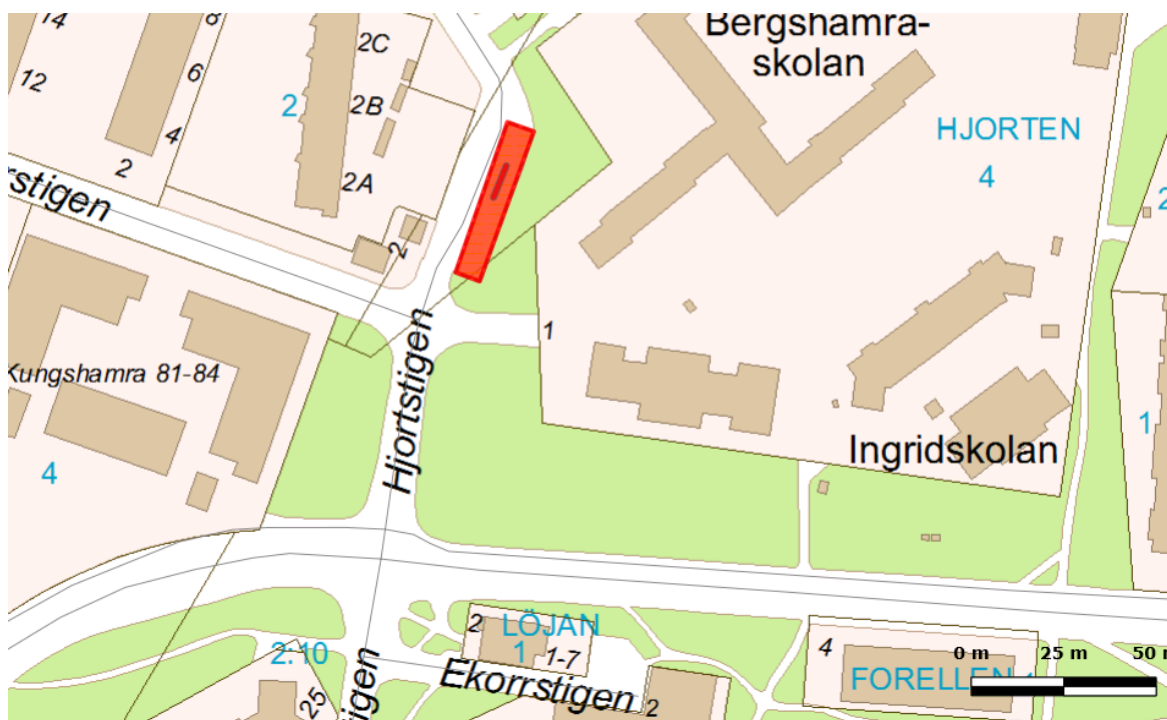 14
8
12
6
4
2
2C
2
2B
2A
2
rstigen
Bergshamra-
skolan
HJORTEN
4
2
1
Kungshamra 81-84
4
Hjortstigen
Ingridskolan
1
2
LÖJAN
1
1-7
2:10
Ekorrstigen
2
25
stigen
4
FORELLEN
0 m 25 m 50 m